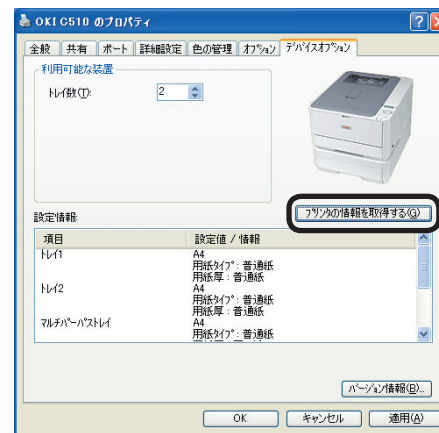 OKI C510 のプロパティ
全般 共有 ポート 詳細設定 色の管理 オプション デバイスオプション
利用可能な装置
トレイ数(T): 2
プリンタの情報を取得する(G)
設定情報
項目 設定値 / 情報
トレイ1 A4
用紙タイプ: 普通紙
用紙厚: 普通紙
トレイ2 A4
用紙タイプ: 普通紙
用紙厚: 普通紙
マルチパーパストレイ A4
用紙タイプ: 普通紙
バージョン情報(B)...
OK キャンセル 適用(A)